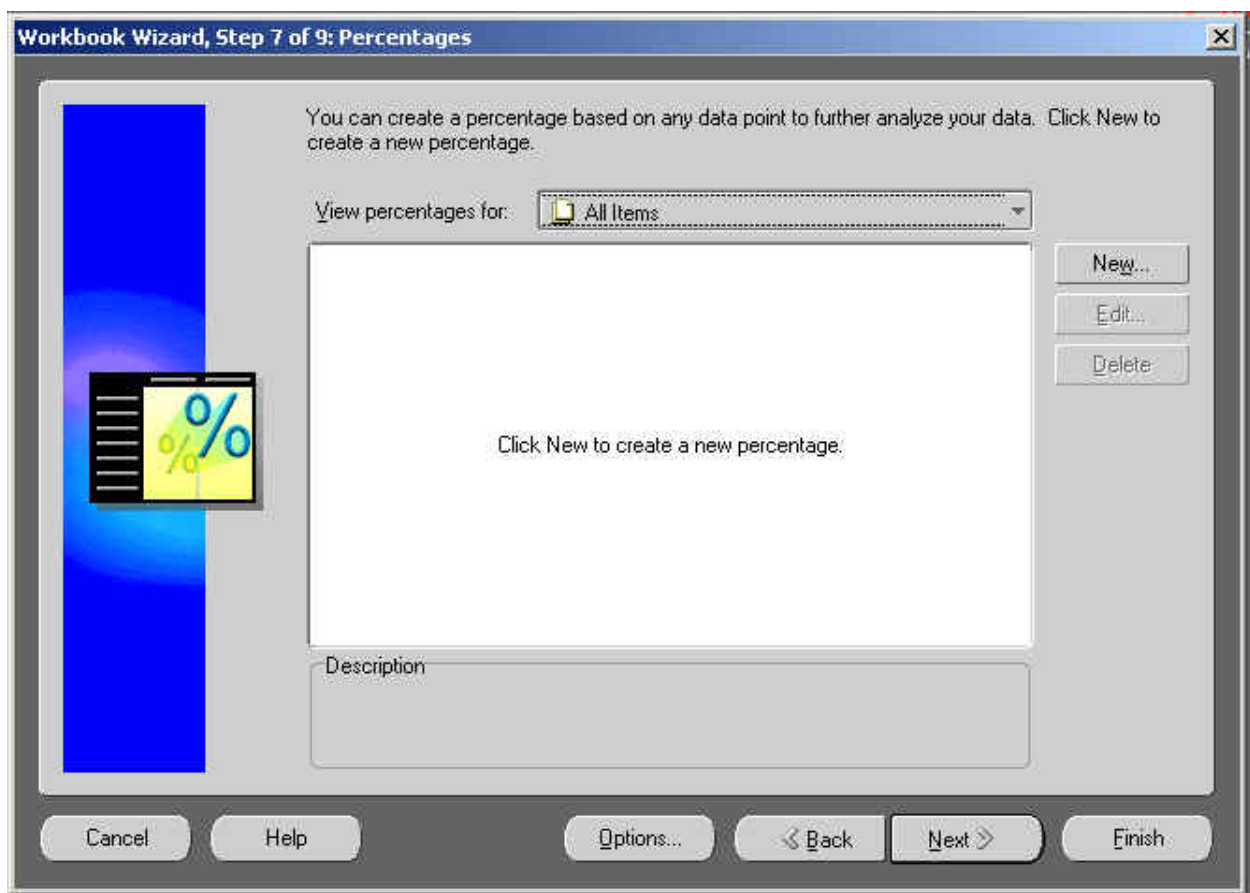 Workbook Wizard, Step 7 of 9: Percentages
You can create a percentage based on any data point to further analyze your data. Click New to
create a new percentage.
View percentages for:
All Items
New...
Edit...
Delete
%
%
Click New to create a new percentage.
Description
Cancel
Help
Options...
Back
Next
Finish